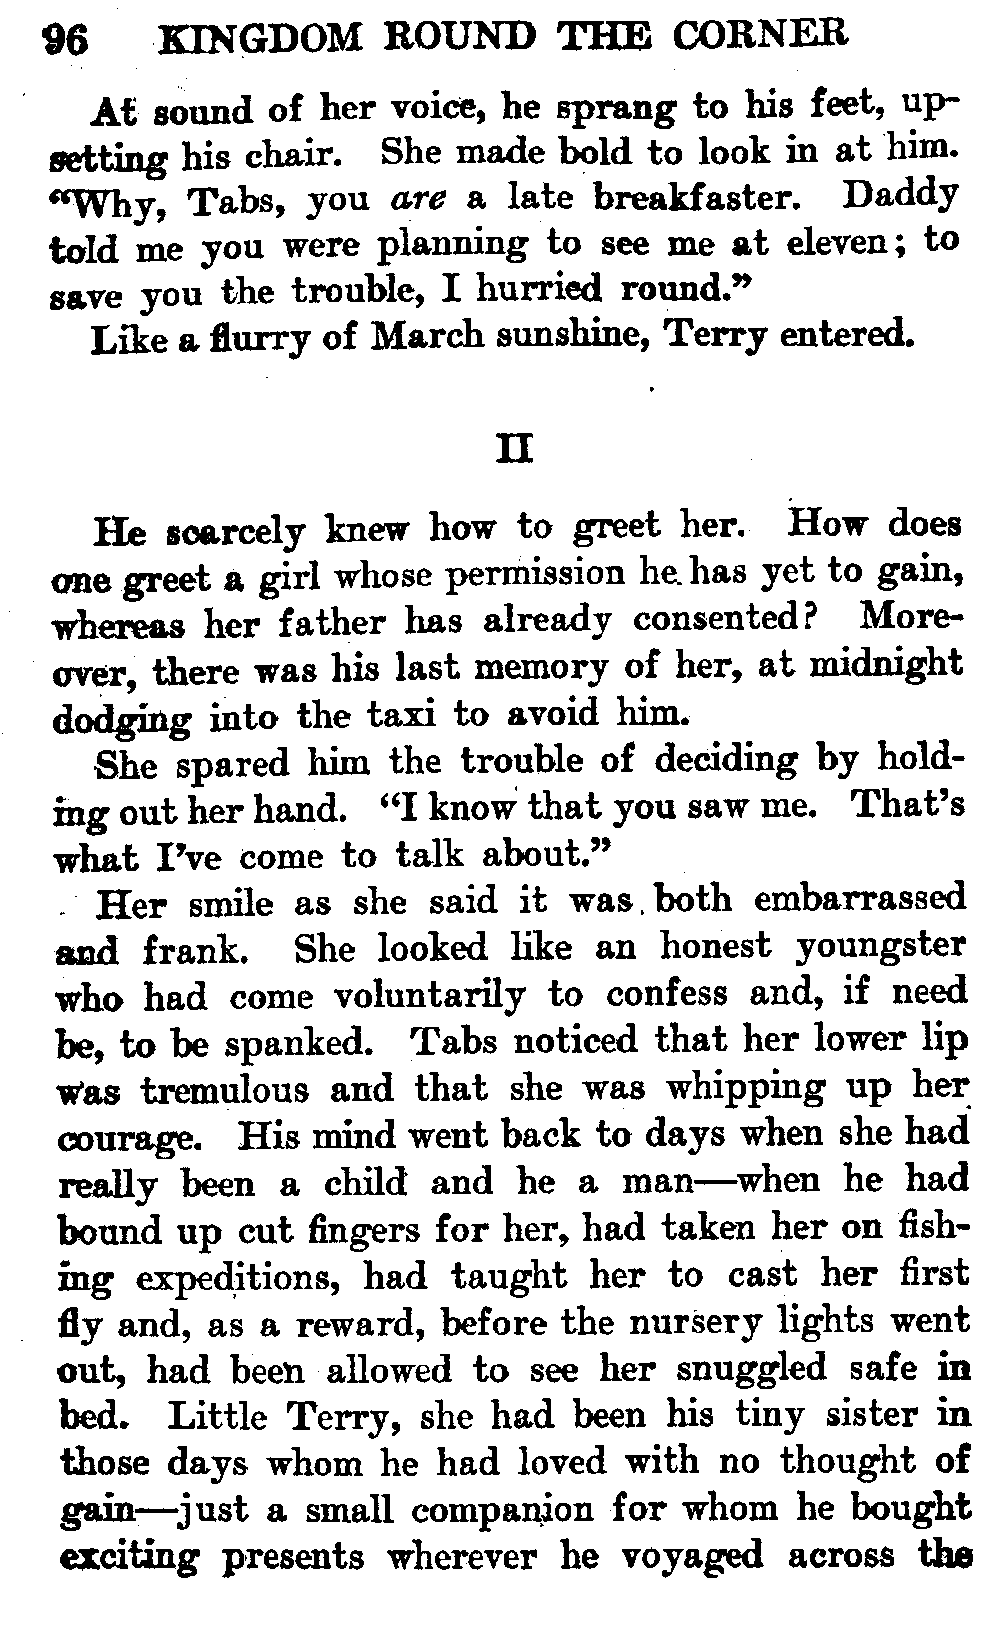 96 KINGDOM ROUND THE CORNER
At sound of her voice, he sprang to his feet, up-
setting his chair. She made bold to look in at him.
“Why, Tabs, you are a late breakfaster. Daddy
told me you were planning to see me at eleven; to
save you the trouble, I hurried round.”
Like a flurry of March sunshine, Terry entered.
II
He scarcely knew how to greet her. How does
one greet a girl whose permission he has yet to gain,
whereas her father has already consented? More-
over, there was his last memory of her, at midnight
dodging into the taxi to avoid him.
She spared him the trouble of deciding by hold-
ing out her hand. “I know that you saw me. That’s
what I’ve come to talk about.”
Her smile as she said it was both embarrassed
and frank. She looked like an honest youngster
who had come voluntarily to confess and, if need
be, to be spanked. Tabs noticed that her lower lip
was tremulous and that she was whipping up her
courage. His mind went back to days when she had
really been a child and he a man—when he had
bound up cut fingers for her, had taken her on fish-
ing expeditions, had taught her to cast her first
fly and, as a reward, before the nursery lights went
out, had been allowed to see her snuggled safe in
bed. Little Terry, she had been his tiny sister in
those days whom he had loved with no thought of
gain—just a small companion for whom he bought
exciting presents wherever he voyaged across the